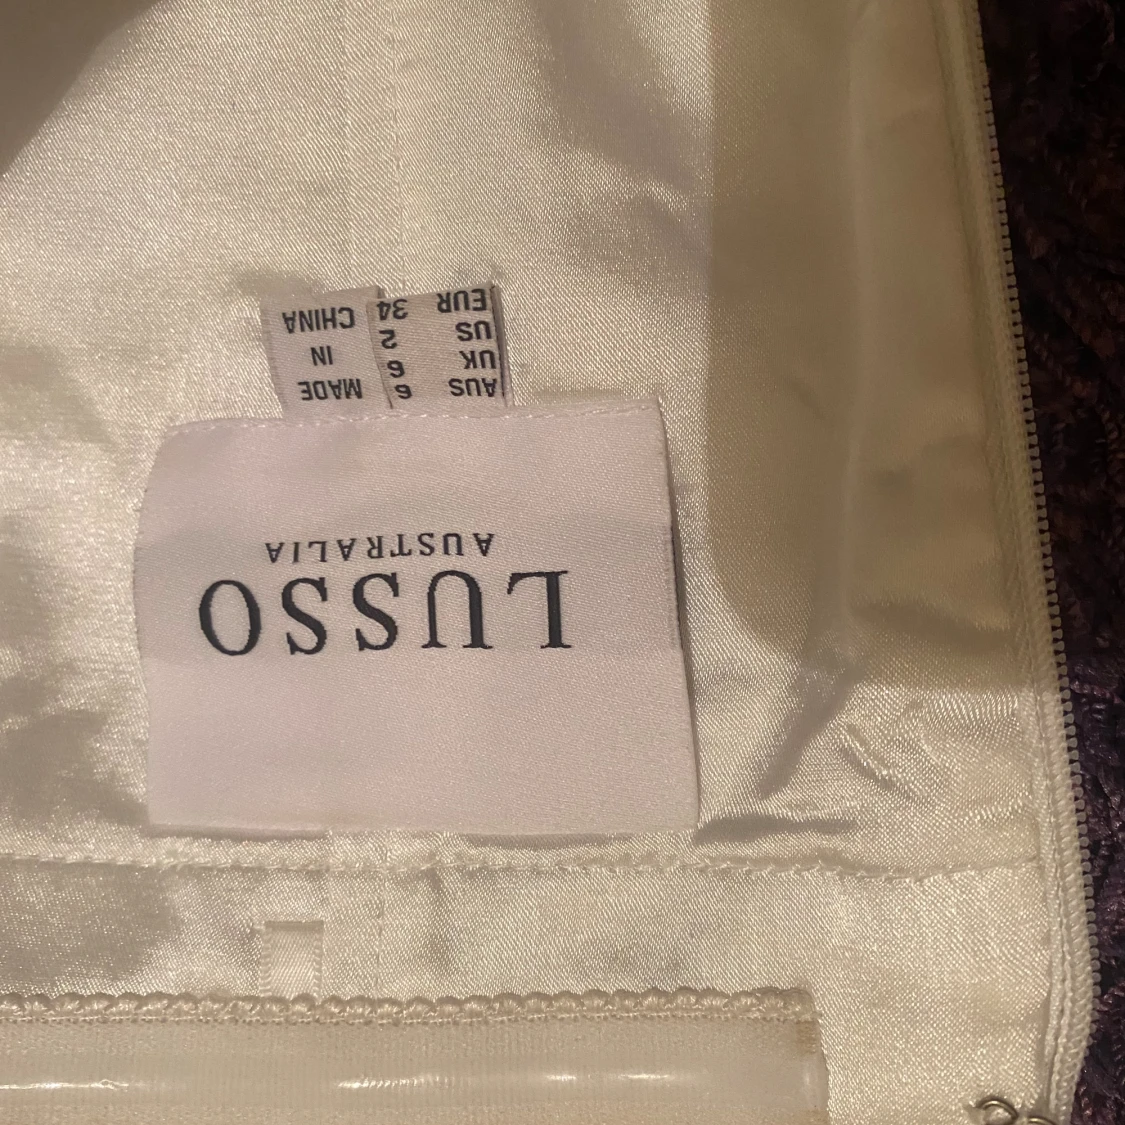 LUSSO
AUSTRALIA
AUS 6
UK 6
US 2
EUR 34
MADE
IN
CHINA